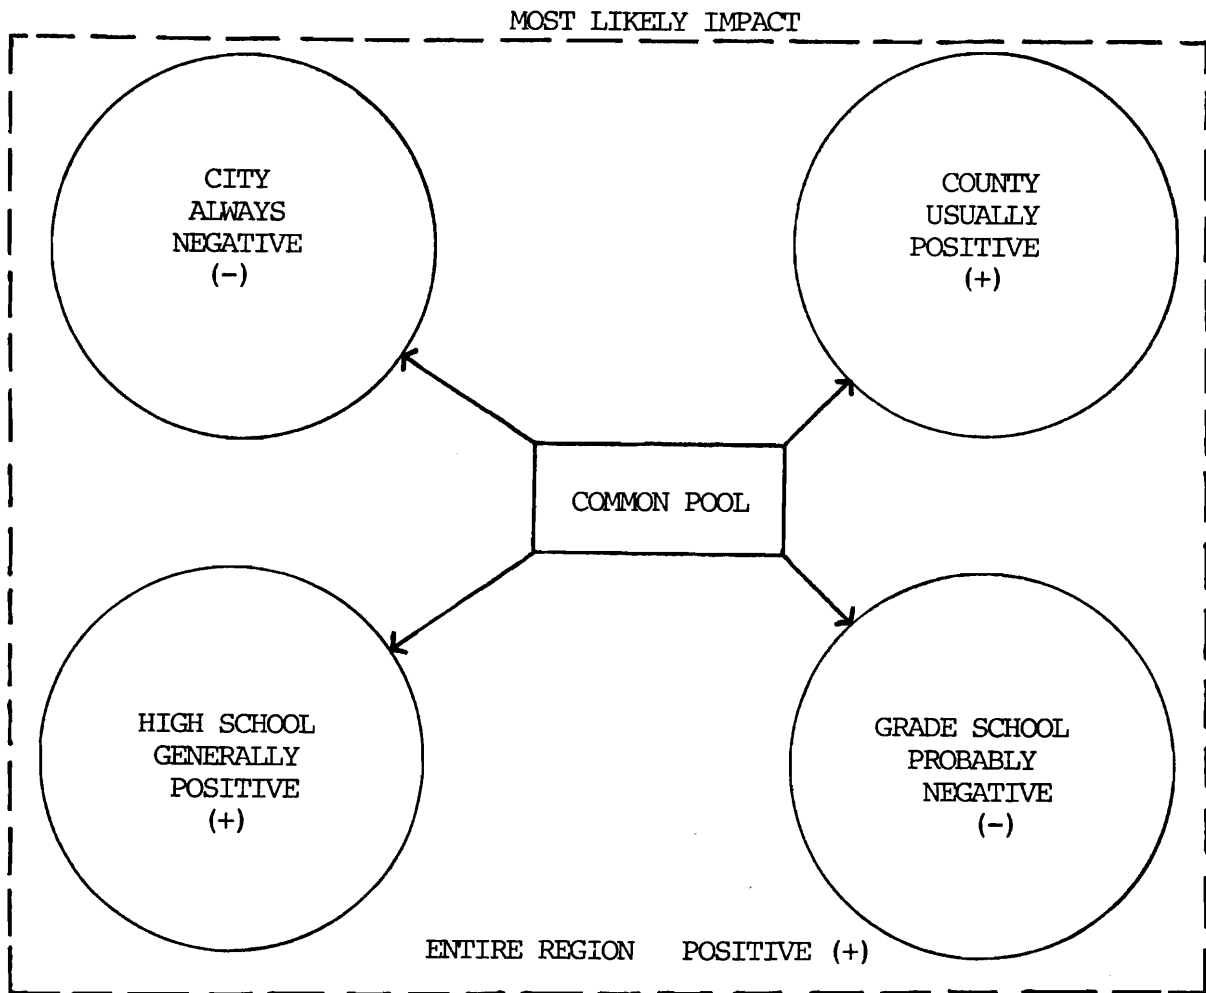 MOST LIKELY IMPACT
CITY
ALWAYS
NEGATIVE
(-)
COUNTY
USUALLY
POSITIVE
(+)
COMMON POOL
HIGH SCHOOL
GENERALLY
POSITIVE
(+)
GRADE SCHOOL
PROBABLY
NEGATIVE
(-)
ENTIRE REGION POSITIVE (+)